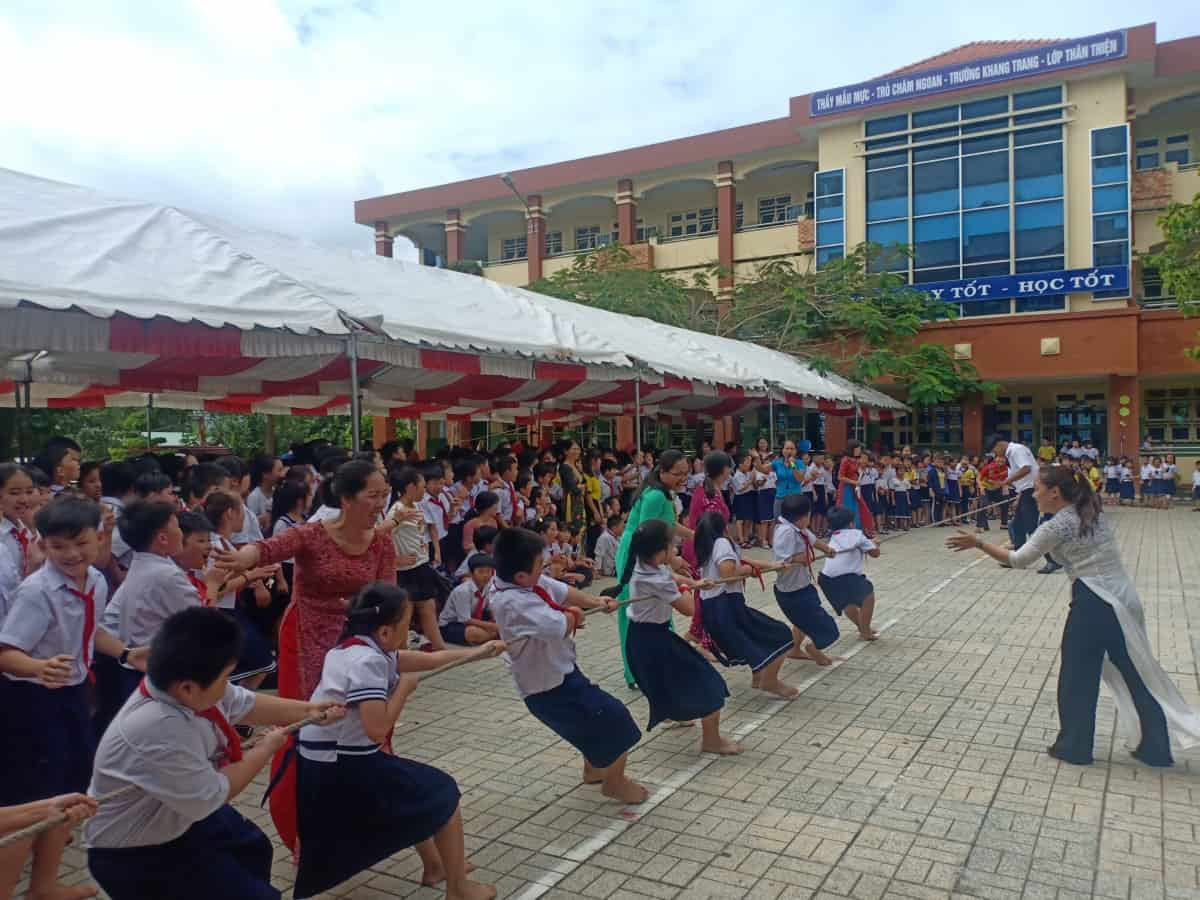 THẦY MẪU MỰC - TRÒ CHĂM NGOAN - TRƯỜNG KHANG TRANG - LỚP THÂN THIỆN
TỐT - HỌC TỐT